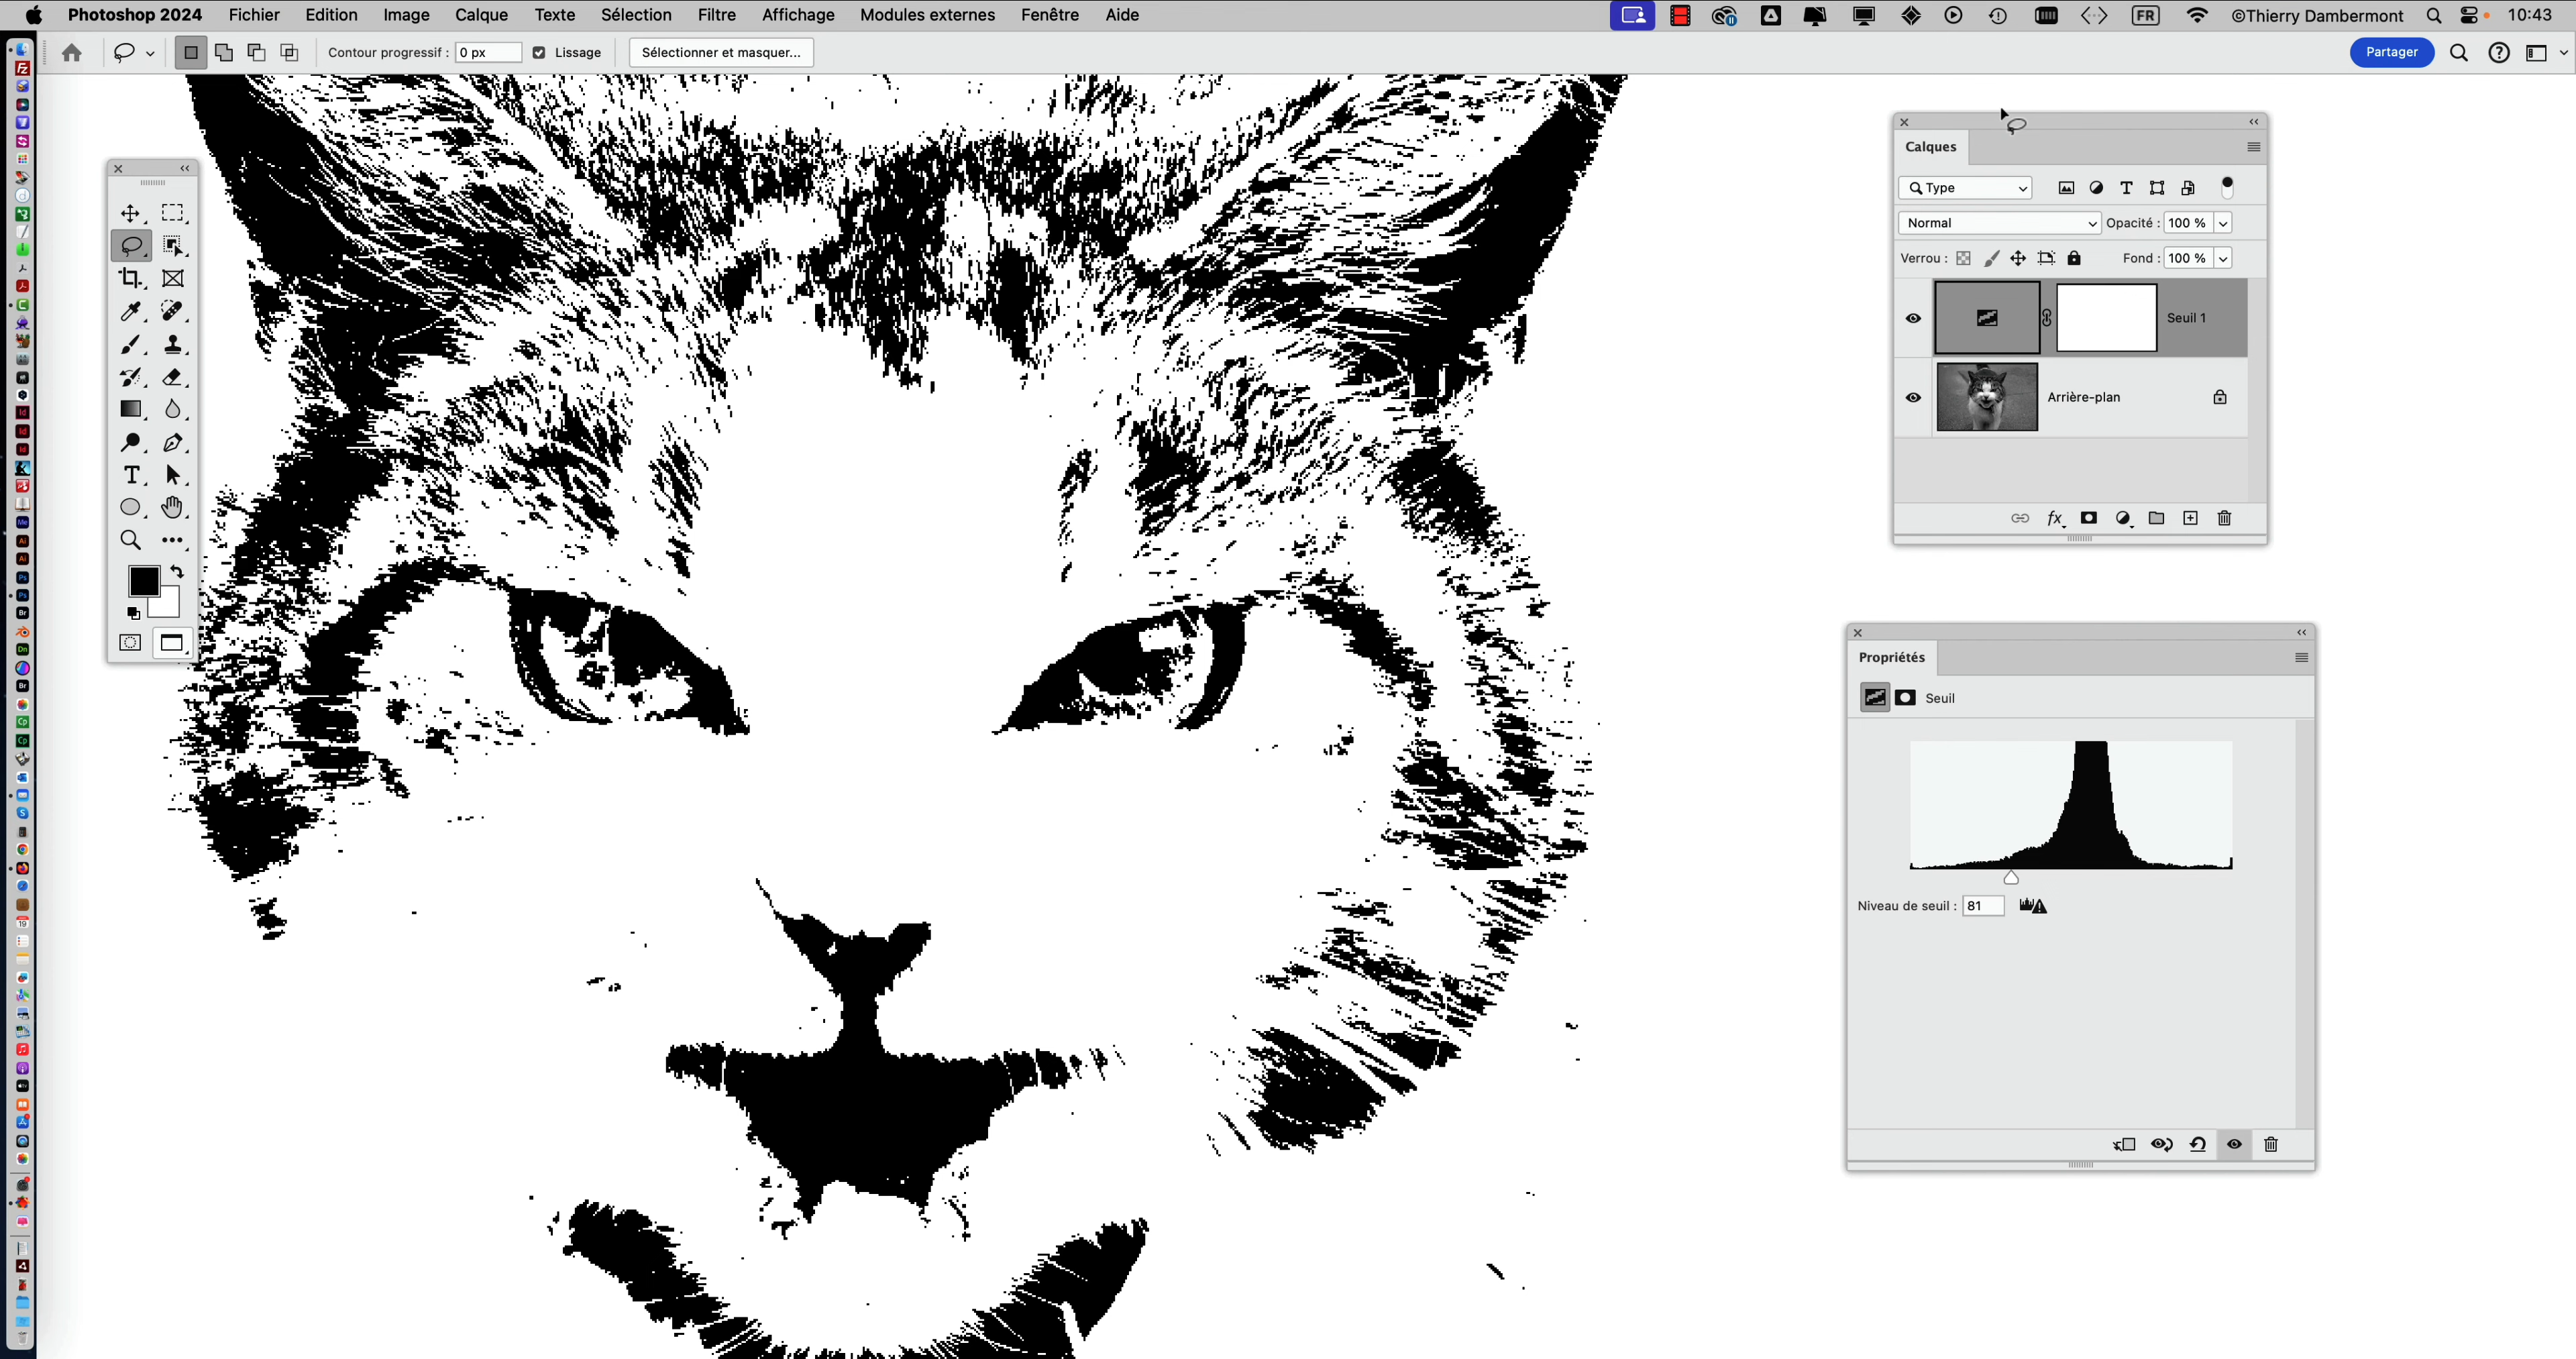 Photoshop 2024 Fichier Edition Image Calque Texte Sélection Filtre Affichage Modules externes Fenêtre Aide FR ©Thierry Dambermont 10:43
Contour progressif : 0 px Lissage Sélectionner et masquer... Partager
Calques
Type
Normal Opacité : 100 %
Verrou : Fond : 100 %
Seuil 1
Arrière-plan
Propriétés
Seuil
Niveau de seuil : 81